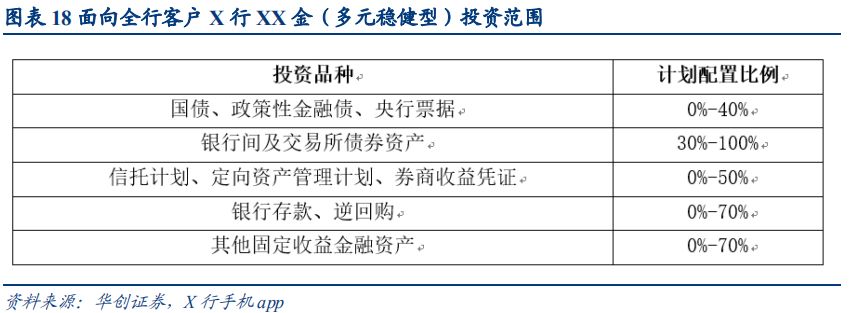 图表 18 面向全行客户 X 行 XX 金（多元稳健型）投资范围
投资品种 计划配置比例
国债、政策性金融债、央行票据 0%-40%
银行间及交易所债券资产 30%-100%
信托计划、定向资产管理计划、券商收益凭证 0%-50%
银行存款、逆回购 0%-70%
其他固定收益金融资产 0%-70%
资料来源：华创证券，X 行手机 app